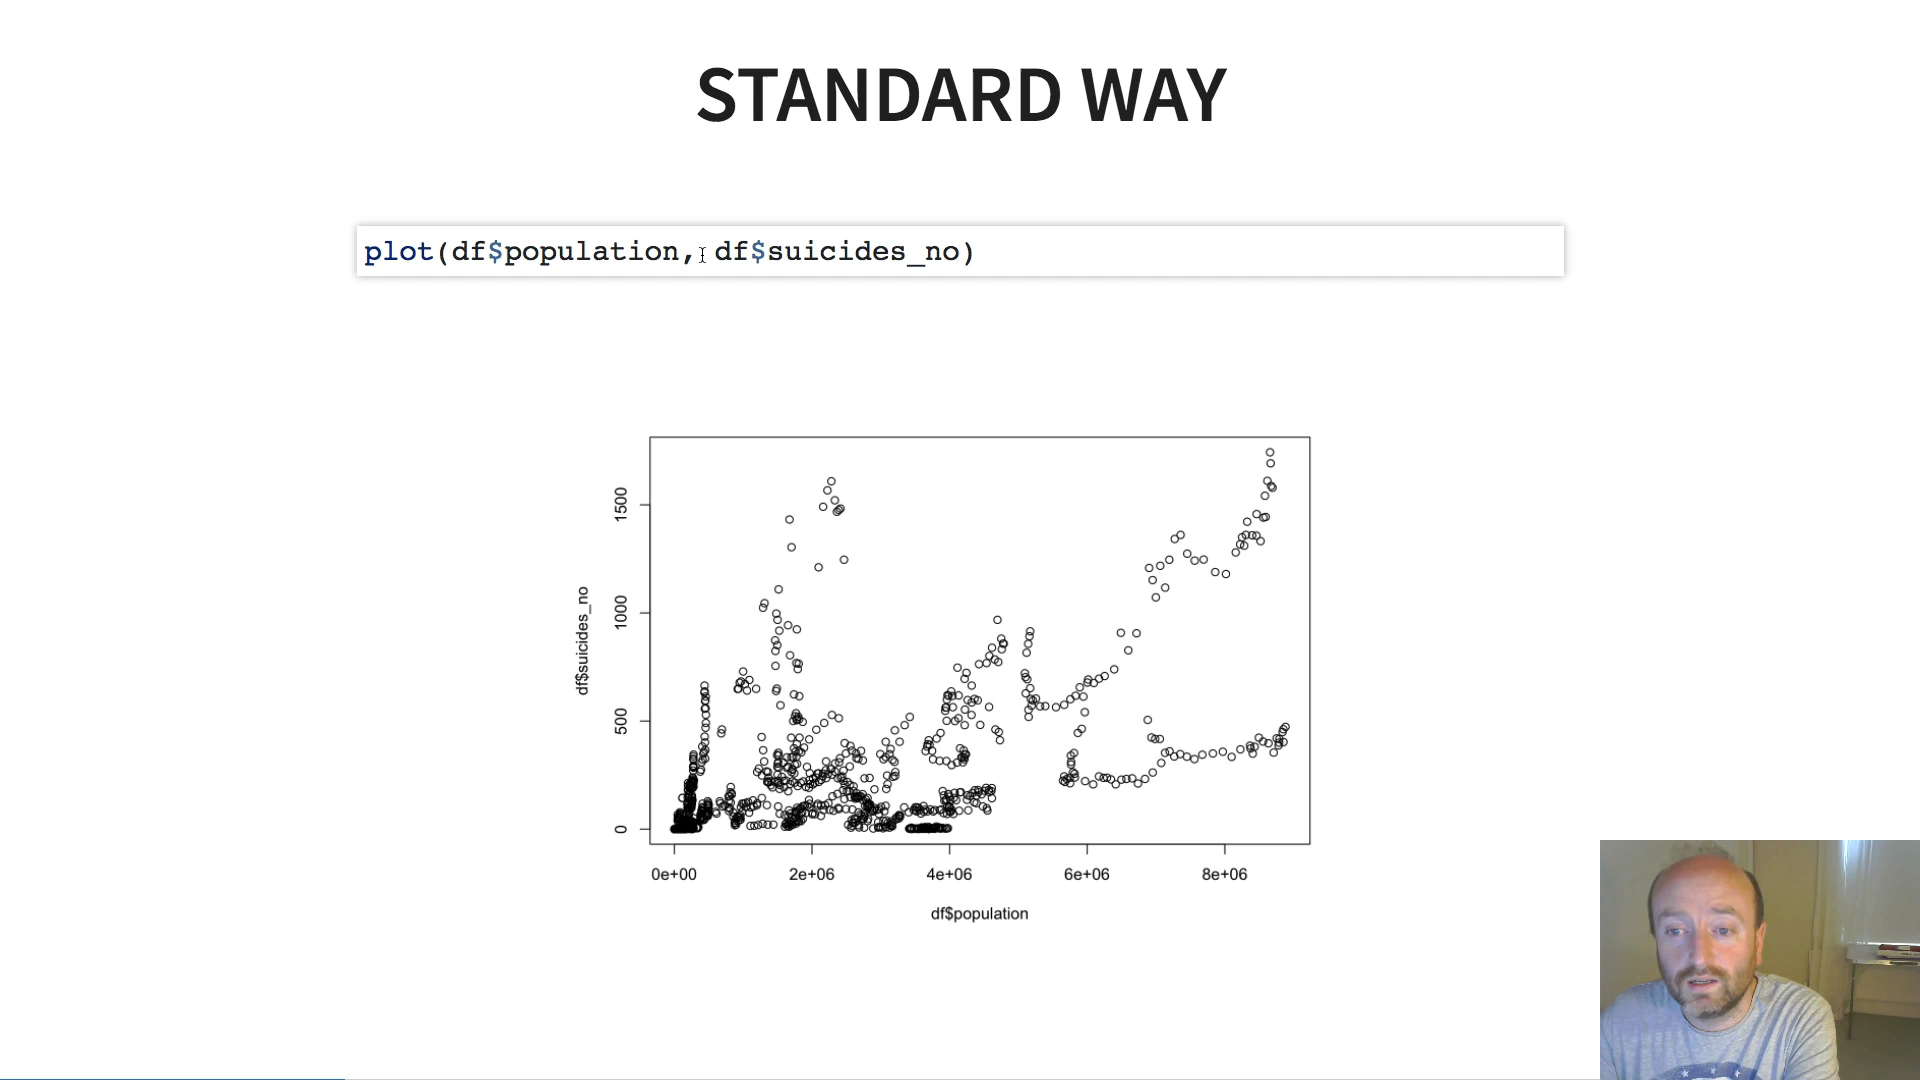 STANDARD WAY
plot(df$population, df$suicides_no)
1500
1000
500
0
df$suicides_no
0e+00 2e+06 4e+06 6e+06 8e+06
df$population